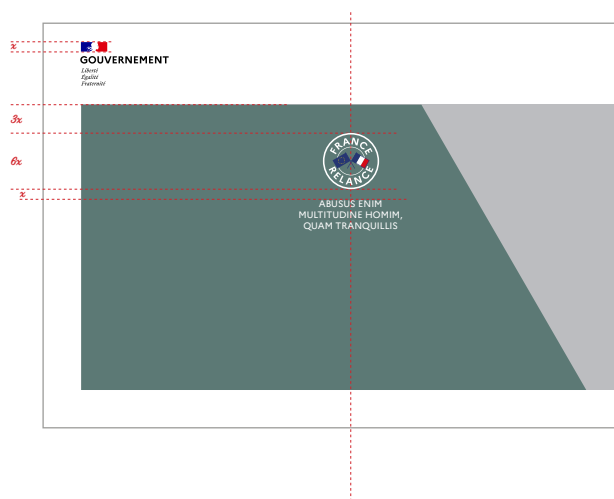 x
GOUVERNEMENT
Liberté
Égalité
Fraternité
3x
6x
x
FRANCE
RELANCE
ABUSUS ENIM
MULTITUDINE HOMIM,
QUAM TRANQUILLIS